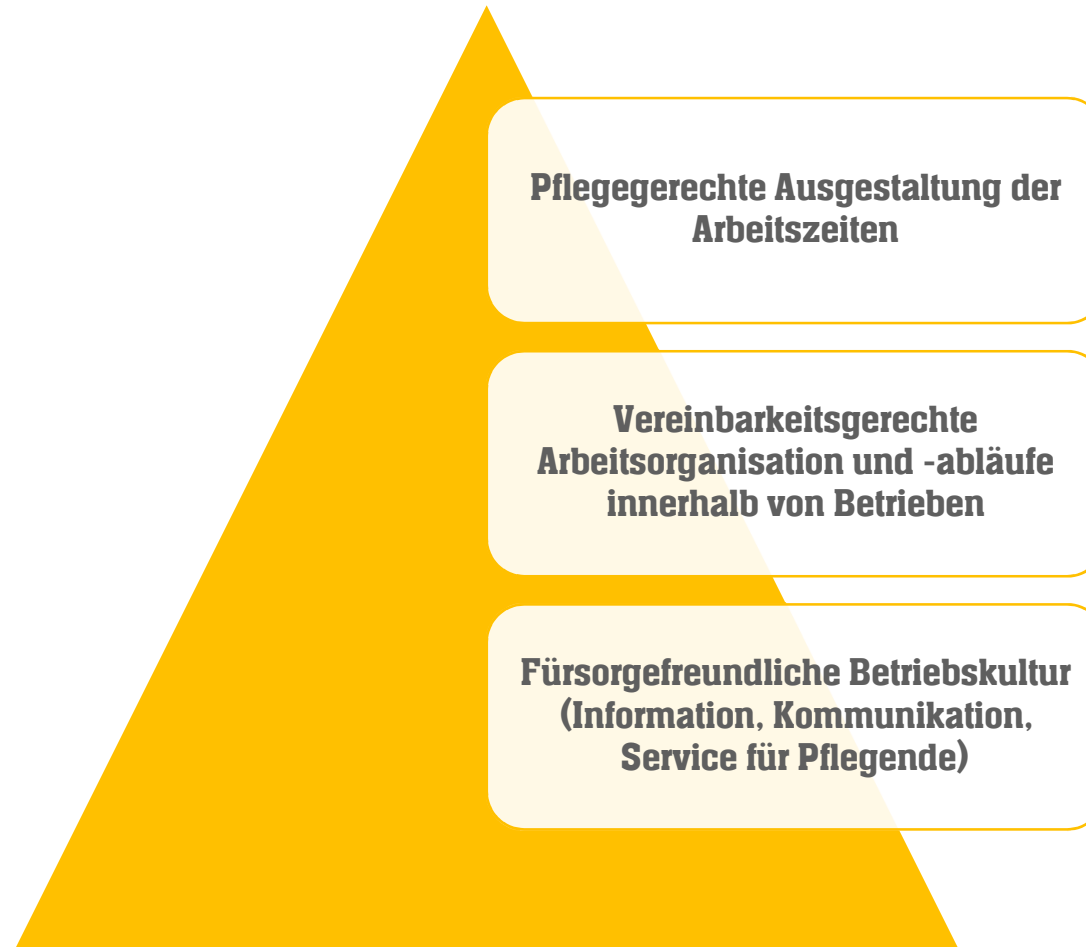 Pflegegerechte Ausgestaltung der
Arbeitszeiten
Vereinbarkeitsgerechte
Arbeitsorganisation und -abläufe
innerhalb von Betrieben
Fürsorgefreundliche Betriebskultur
(Information, Kommunikation,
Service für Pflegende)